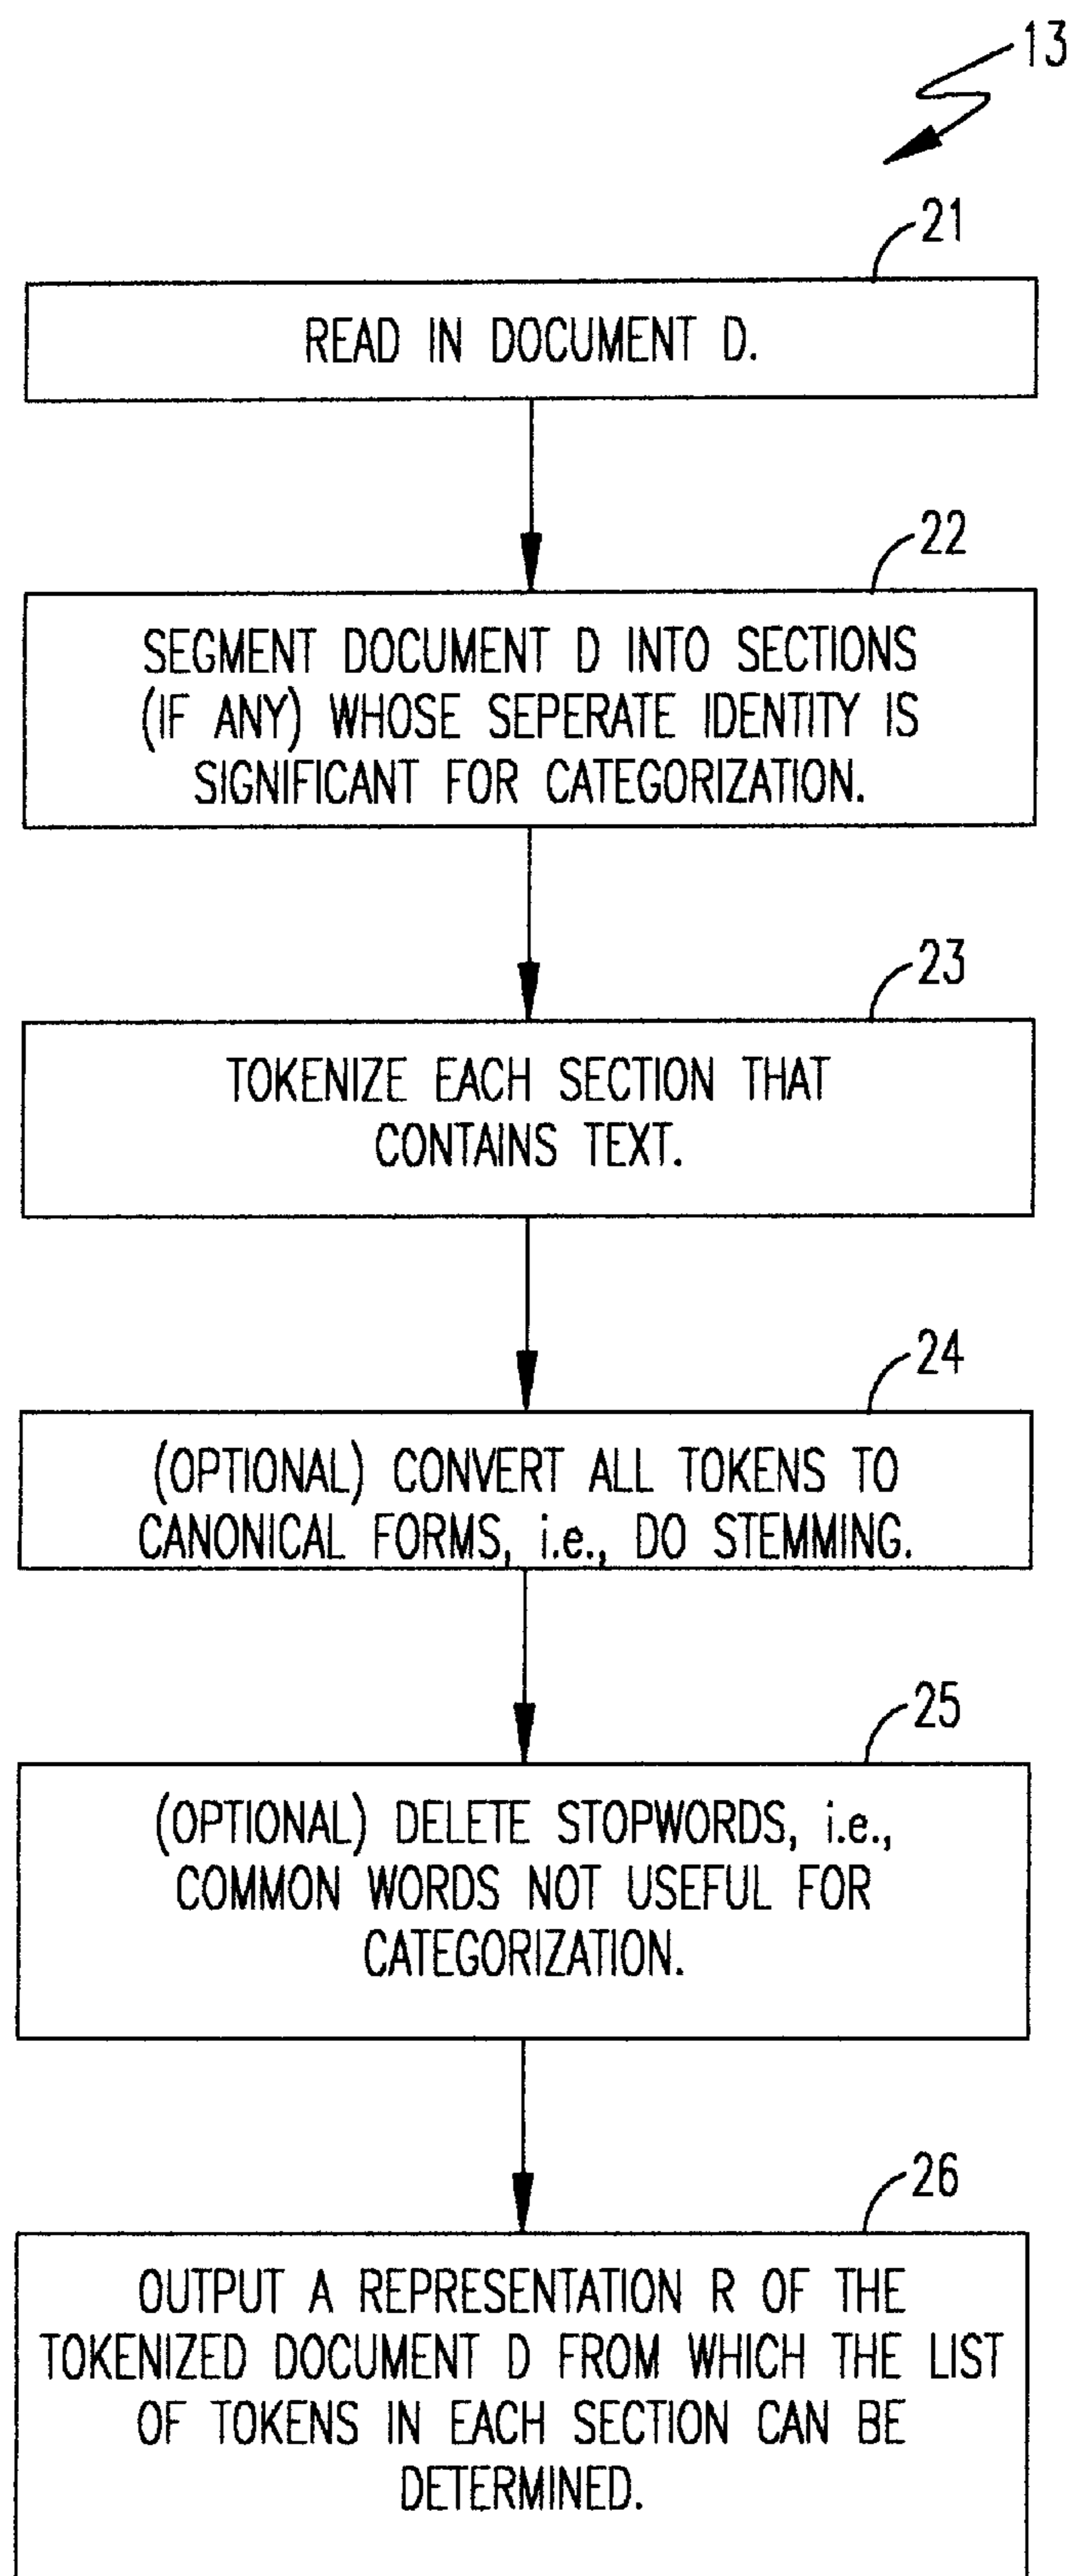 13
21
READ IN DOCUMENT D.
22
SEGMENT DOCUMENT D INTO SECTIONS
(IF ANY) WHOSE SEPERATE IDENTITY IS
SIGNIFICANT FOR CATEGORIZATION.
23
TOKENIZE EACH SECTION THAT
CONTAINS TEXT.
24
(OPTIONAL) CONVERT ALL TOKENS TO
CANONICAL FORMS, i.e., DO STEMMING.
25
(OPTIONAL) DELETE STOPWORDS, i.e.,
COMMON WORDS NOT USEFUL FOR
CATEGORIZATION.
26
OUTPUT A REPRESENTATION R OF THE
TOKENIZED DOCUMENT D FROM WHICH THE LIST
OF TOKENS IN EACH SECTION CAN BE
DETERMINED.